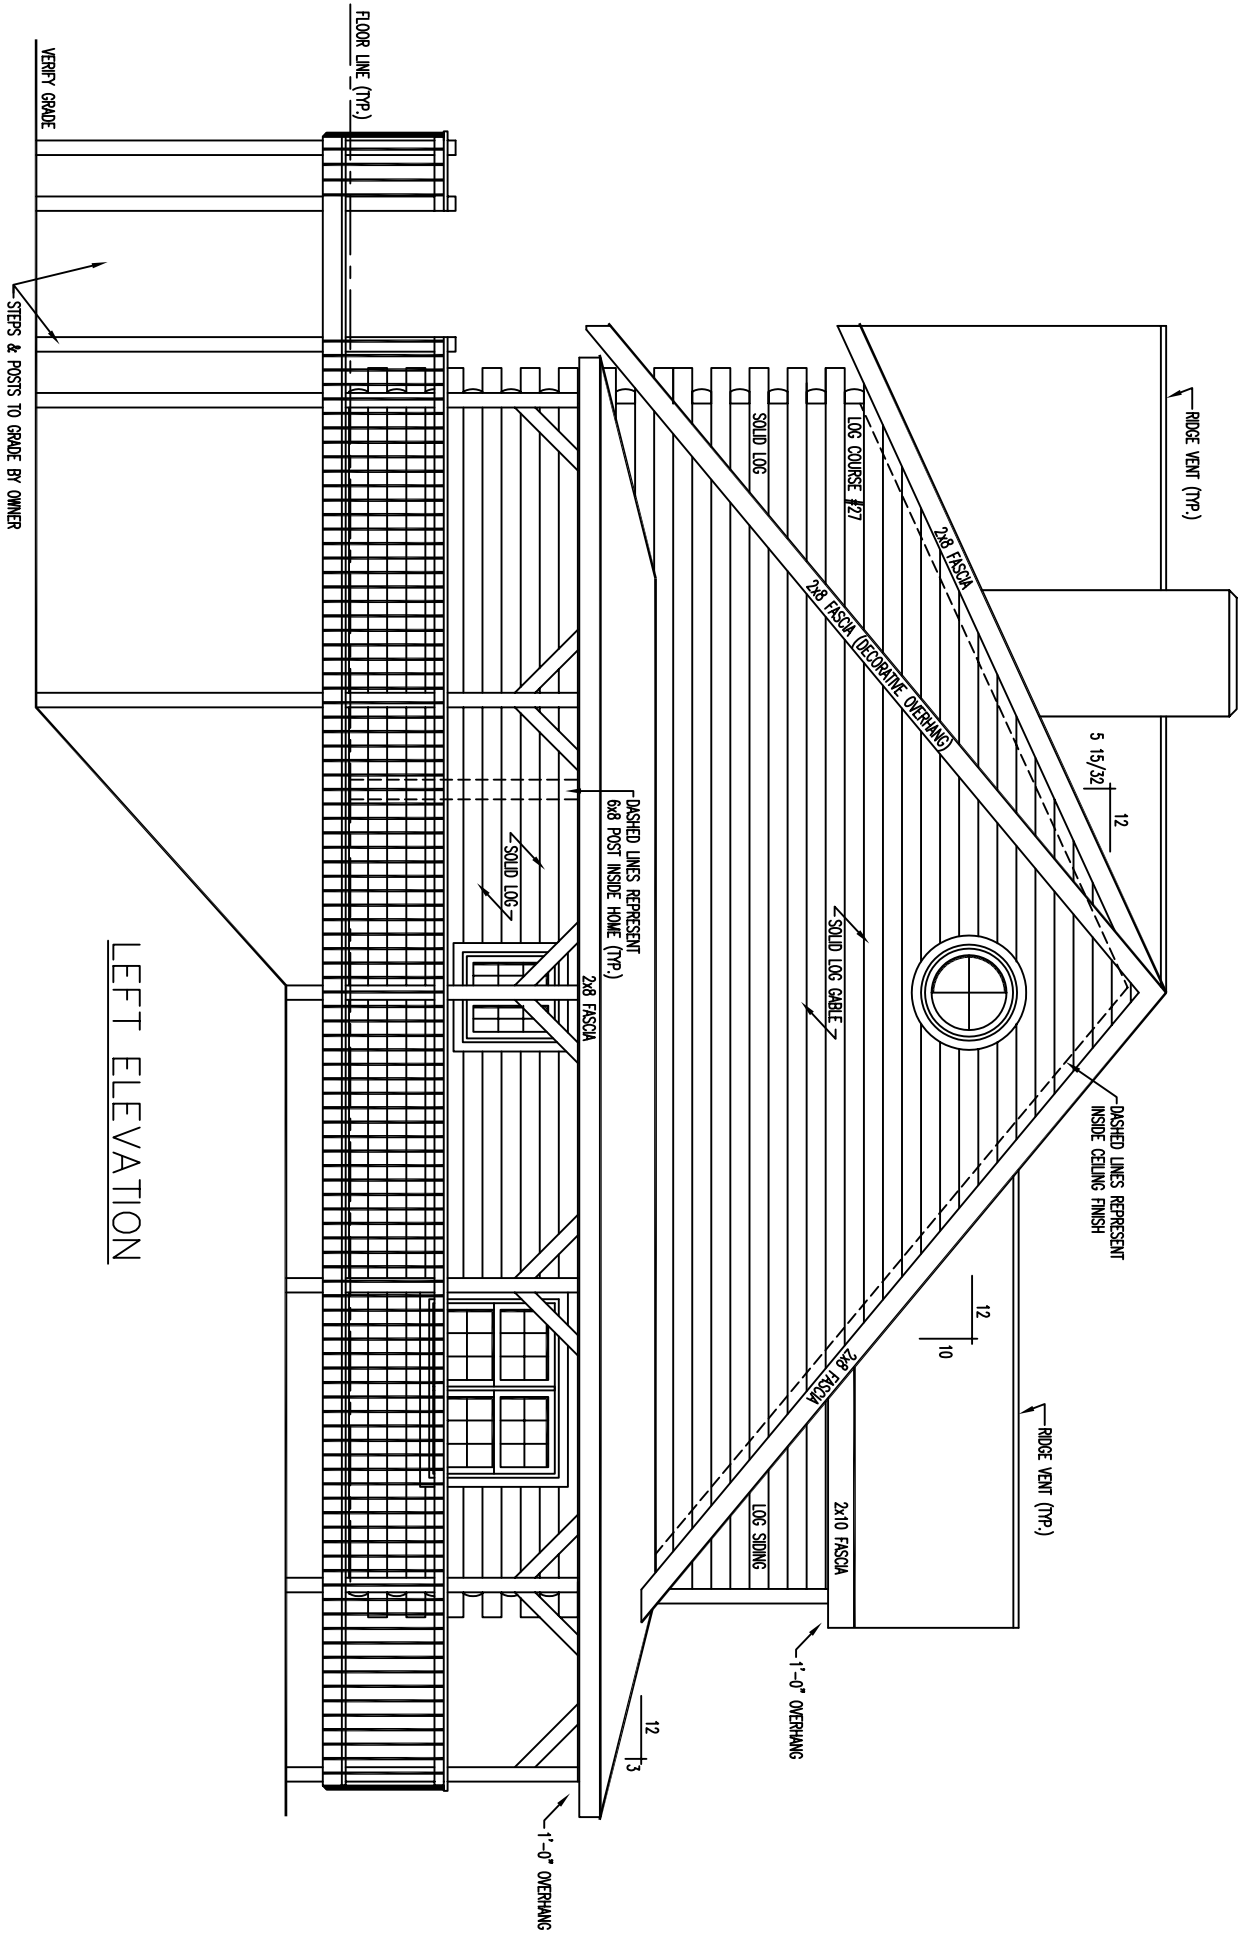 RIDGE VENT (TYP.)
2x8 FASCIA
5 15/32
12
DASHED LINES REPRESENT
INSIDE CEILING FINISH
12
10
RIDGE VENT (TYP.)
LOG COURSE #27
SOLID LOG
2x8 FASCIA (DECORATIVE OVERHANG)
SOLID LOG GABLE
2x8 FASCIA
2x10 FASCIA
LOG SIDING
1'-0" OVERHANG
12
3
DASHED LINES REPRESENT
6x8 POST INSIDE HOME (TYP.)
2x8 FASCIA
SOLID LOG
1'-0" OVERHANG
FLOOR LINE (TYP.)
VERIFY GRADE
STEPS & POSTS TO GRADE BY OWNER
LEFT ELEVATION